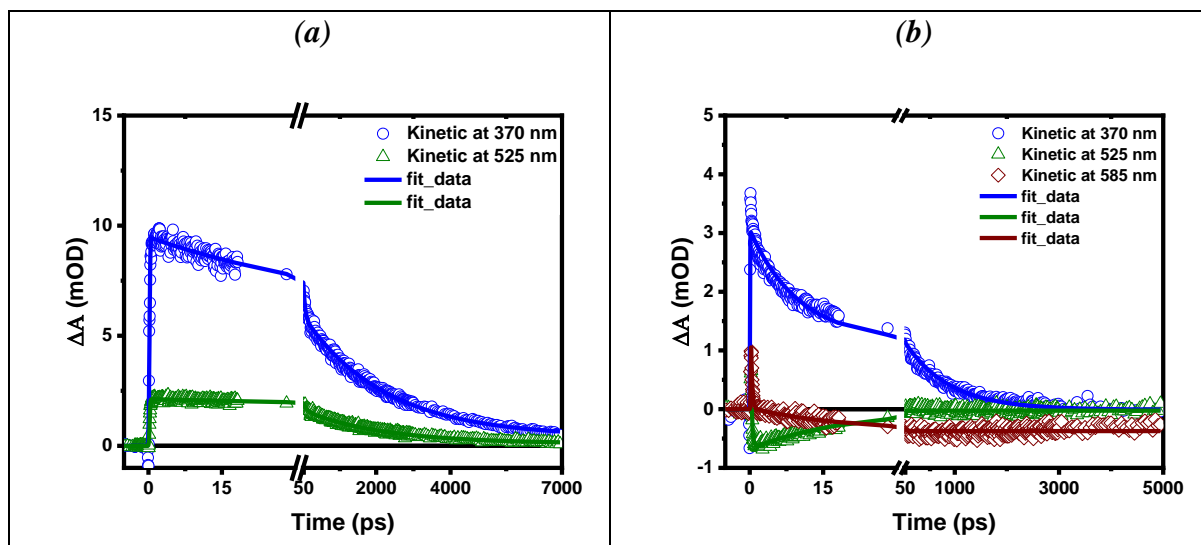 (a)
15
10
5
0
ΔA (mOD)
Kinetic at 370 nm
Kinetic at 525 nm
fit_data
fit_data
0 15 50 2000 4000 7000
Time (ps)
(b)
5
4
3
2
1
0
-1
ΔA (mOD)
Kinetic at 370 nm
Kinetic at 525 nm
Kinetic at 585 nm
fit_data
fit_data
fit_data
0 15 50 1000 3000 5000
Time (ps)